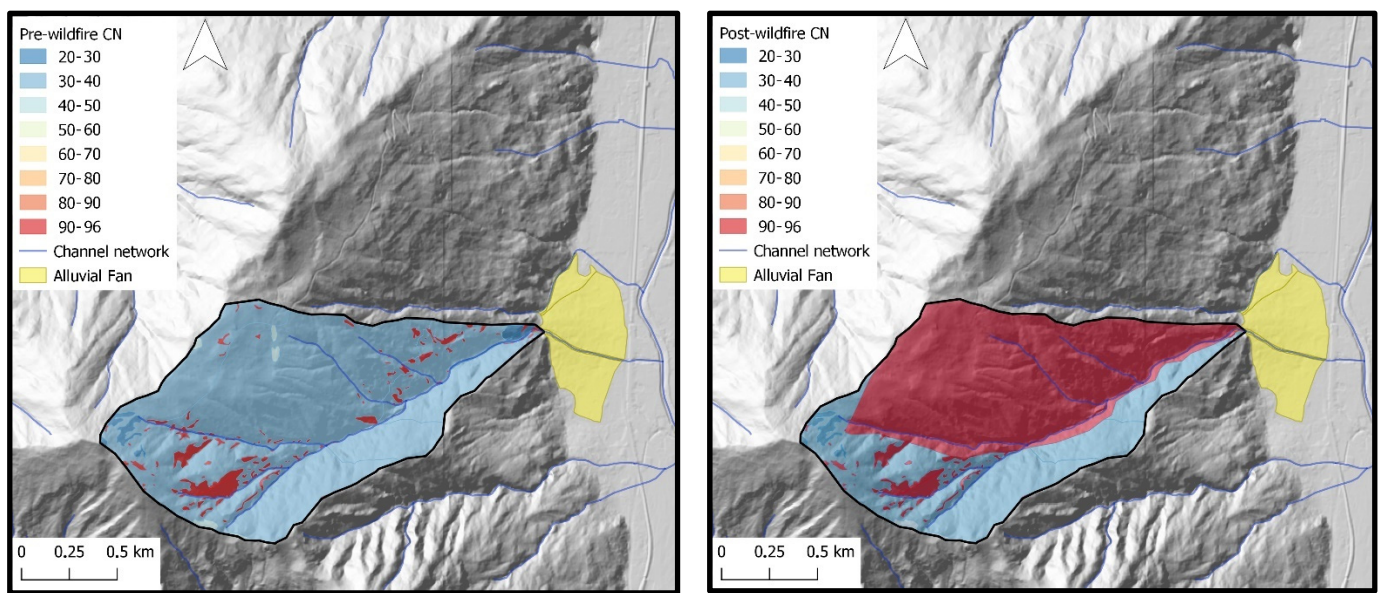 Pre-wildfire CN
20-30
30-40
40-50
50-60
60-70
70-80
80-90
90-96
Channel network
Alluvial Fan
0 0.25 0.5 km
Post-wildfire CN
20-30
30-40
40-50
50-60
60-70
70-80
80-90
90-96
Channel network
Alluvial Fan
0 0.25 0.5 km